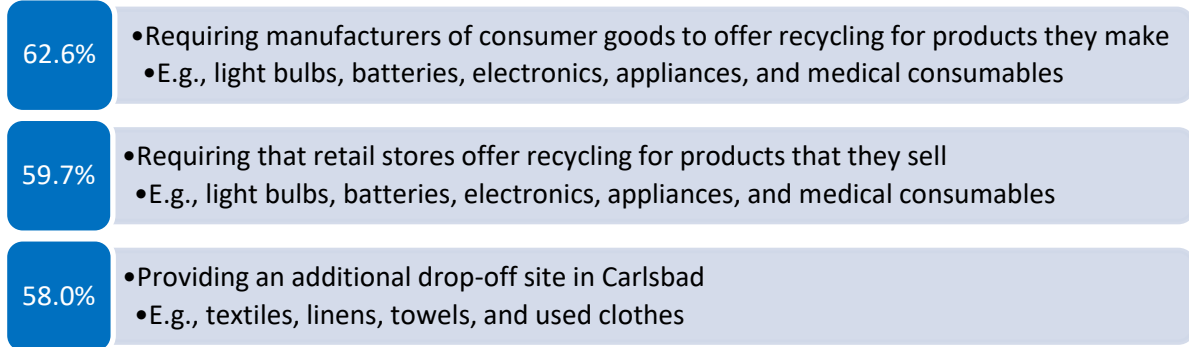 62.6%
•Requiring manufacturers of consumer goods to offer recycling for products they make
•E.g., light bulbs, batteries, electronics, appliances, and medical consumables
59.7%
•Requiring that retail stores offer recycling for products that they sell
•E.g., light bulbs, batteries, electronics, appliances, and medical consumables
58.0%
•Providing an additional drop-off site in Carlsbad
•E.g., textiles, linens, towels, and used clothes